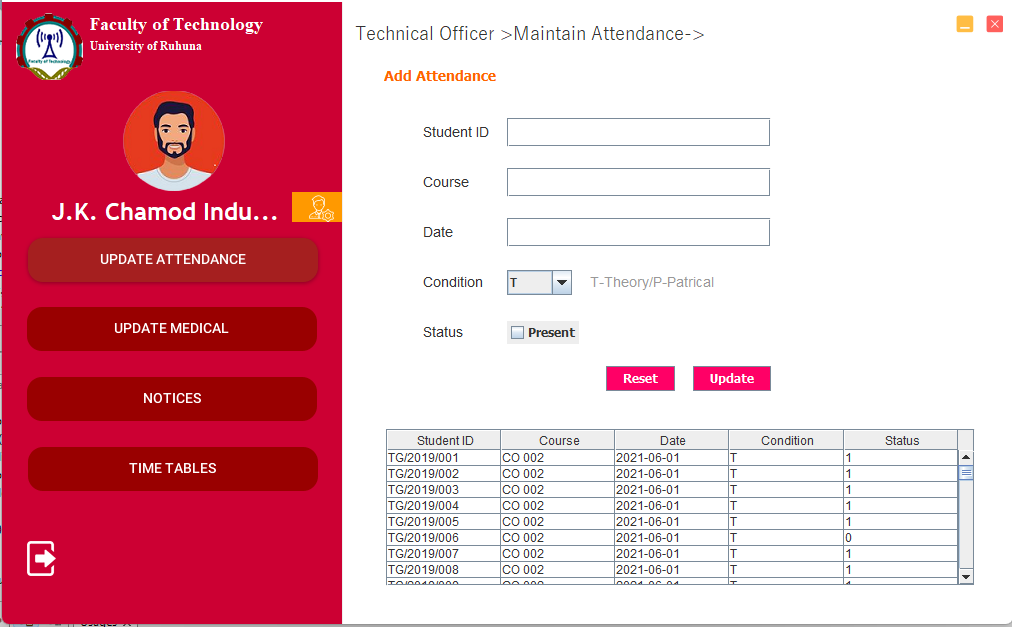 Faculty of Technology
University of Ruhuna
Faculty of Technology
J.K. Chamod Indu...
UPDATE ATTENDANCE
UPDATE MEDICAL
NOTICES
TIME TABLES
Technical Officer >Maintain Attendance->
Add Attendance
Student ID
Course
Date
Condition T T-Theory/P-Patrical
Status Present
Reset Update
Student ID Course Date Condition Status
TG/2019/001 CO 002 2021-06-01 T 1
TG/2019/002 CO 002 2021-06-01 T 1
TG/2019/003 CO 002 2021-06-01 T 1
TG/2019/004 CO 002 2021-06-01 T 1
TG/2019/005 CO 002 2021-06-01 T 1
TG/2019/006 CO 002 2021-06-01 T 0
TG/2019/007 CO 002 2021-06-01 T 1
TG/2019/008 CO 002 2021-06-01 T 1